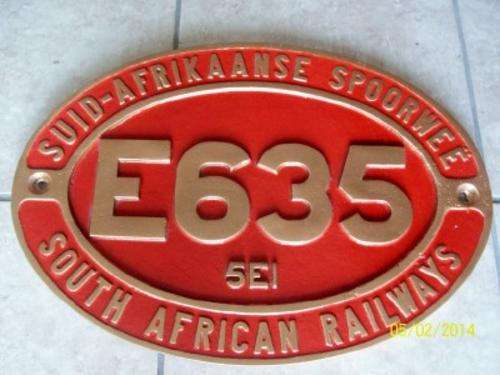 SUID-AFRIKAANSE SPOORWEË
E635
5E1
SOUTH AFRICAN RAILWAYS
05/02/2014